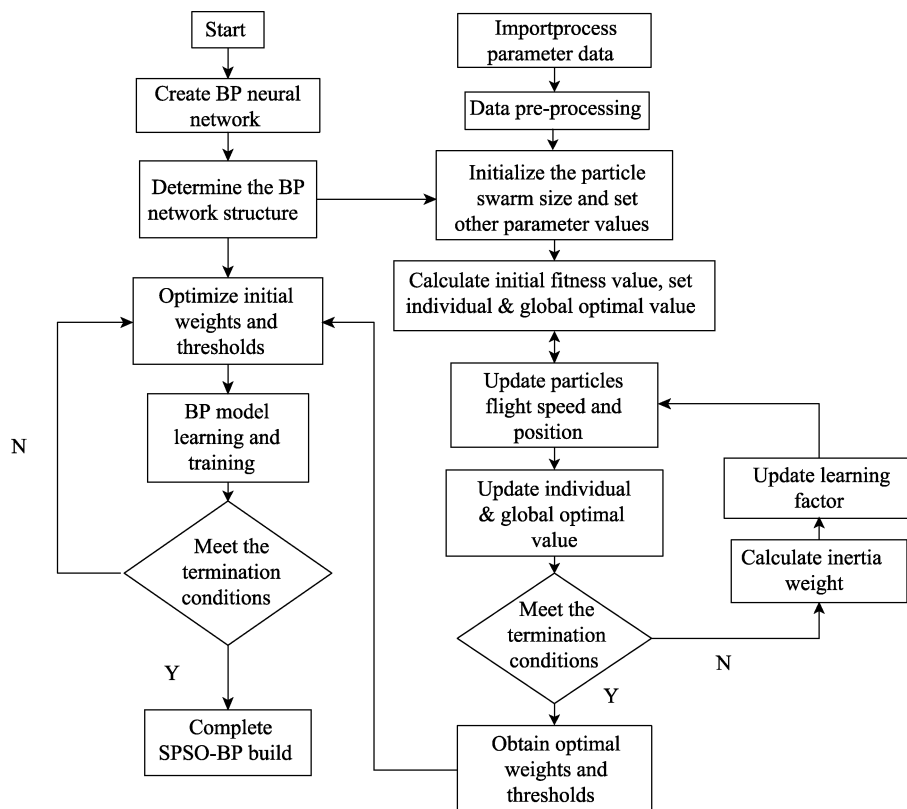 Start
Create BP neural
network
Determine the BP
network structure
Optimize initial
weights and
thresholds
BP model
learning and
training
N
Meet the
termination
conditions
Y
Complete
SPSO-BP build
Importprocess
parameter data
Data pre-processing
Initialize the particle
swarm size and set
other parameter values
Calculate initial fitness value, set
individual & global optimal value
Update particles
flight speed and
position
Update individual
& global optimal
value
Meet the
termination
conditions
N
Calculate inertia
weight
Update learning
factor
Y
Obtain optimal
weights and
thresholds